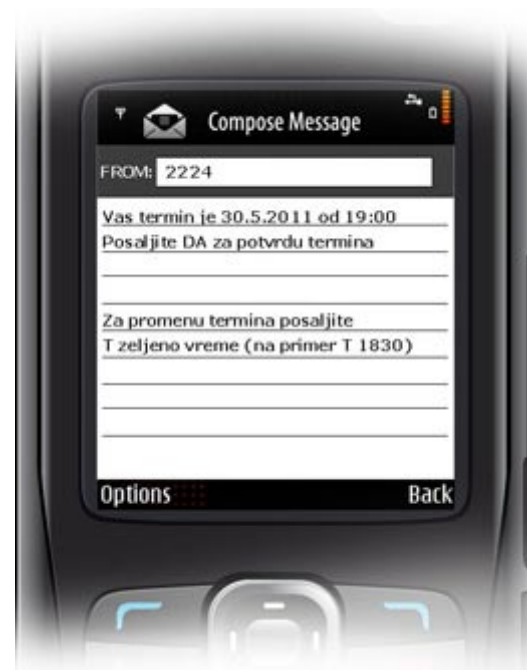 Compose Message
FROM: 2224
Vas termin je 30.5.2011 od 19:00
Posaljite DA za potvrdu termina
Za promenu termina posaljite
T zeljeno vreme (na primer T 1830)
Options Back